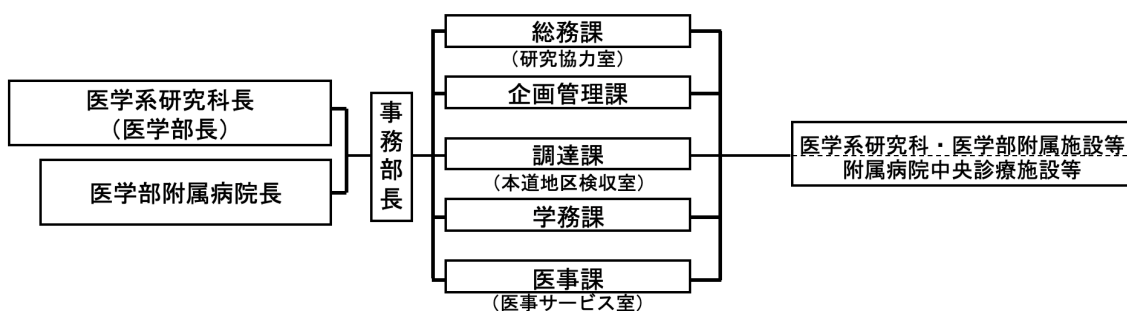 医学系研究科長
（医学部長）
医学部附属病院長
事務部長
総務課
（研究協力室）
企画管理課
調達課
（本道地区検収室）
学務課
医事課
（医事サービス室）
医学系研究科・医学部附属施設等
附属病院中央診療施設等